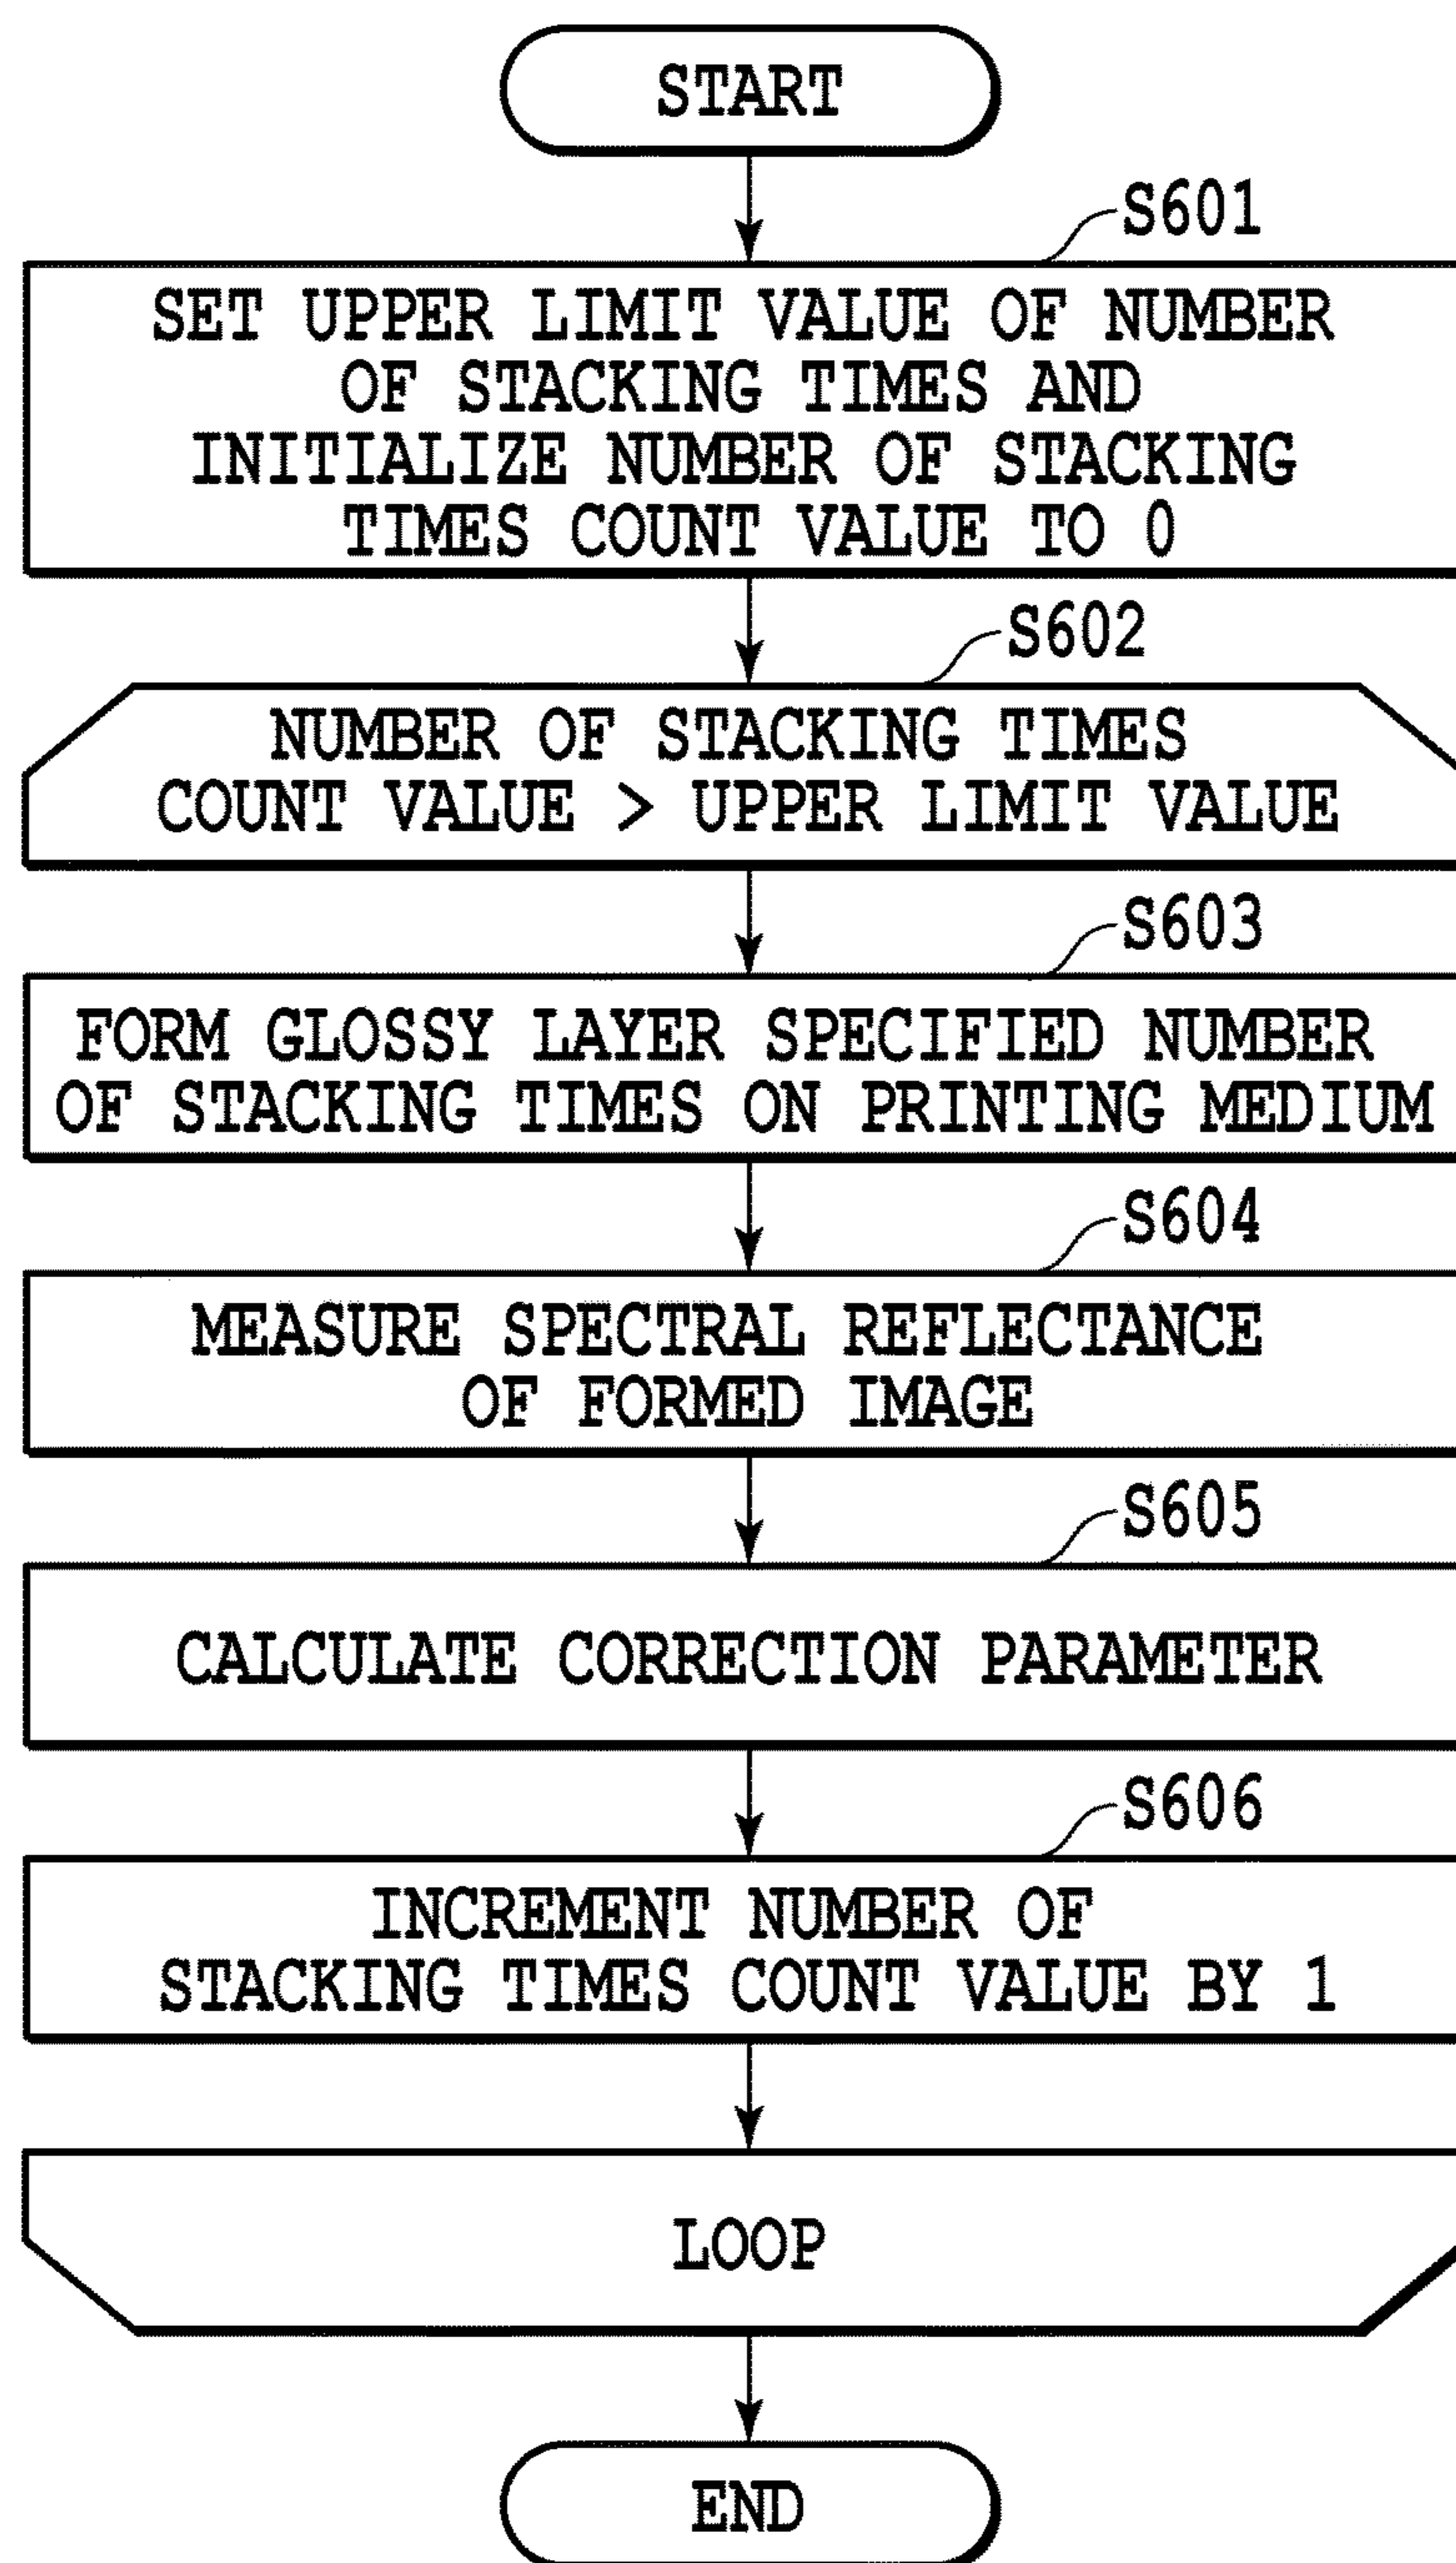 START
S601
SET UPPER LIMIT VALUE OF NUMBER
OF STACKING TIMES AND
INITIALIZE NUMBER OF STACKING
TIMES COUNT VALUE TO 0
S602
NUMBER OF STACKING TIMES
COUNT VALUE > UPPER LIMIT VALUE
S603
FORM GLOSSY LAYER SPECIFIED NUMBER
OF STACKING TIMES ON PRINTING MEDIUM
S604
MEASURE SPECTRAL REFLECTANCE
OF FORMED IMAGE
S605
CALCULATE CORRECTION PARAMETER
S606
INCREMENT NUMBER OF
STACKING TIMES COUNT VALUE BY 1
LOOP
END